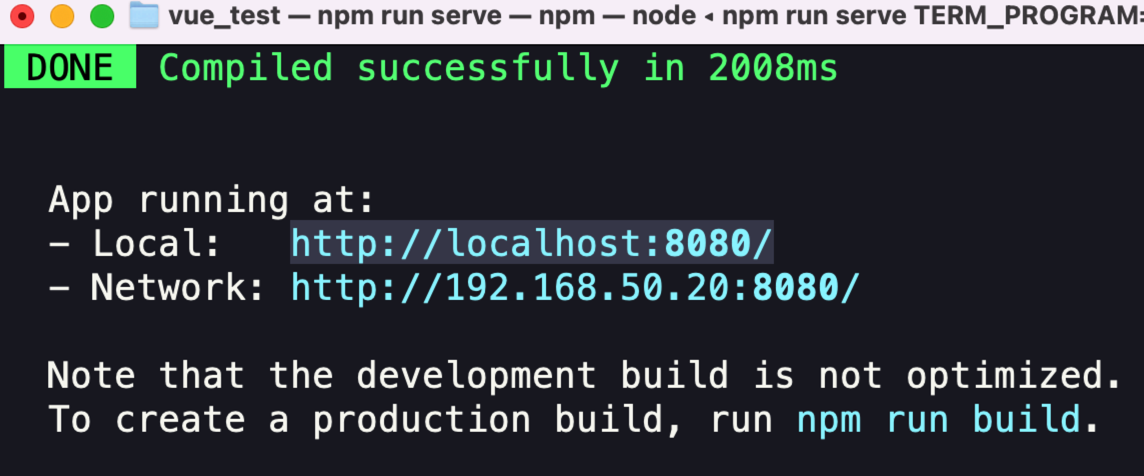 vue_test — npm run serve — npm — node ◂ npm run serve TERM_PROGRAM=
DONE Compiled successfully in 2008ms
App running at:
- Local: http://localhost:8080/
- Network: http://192.168.50.20:8080/
Note that the development build is not optimized.
To create a production build, run npm run build.